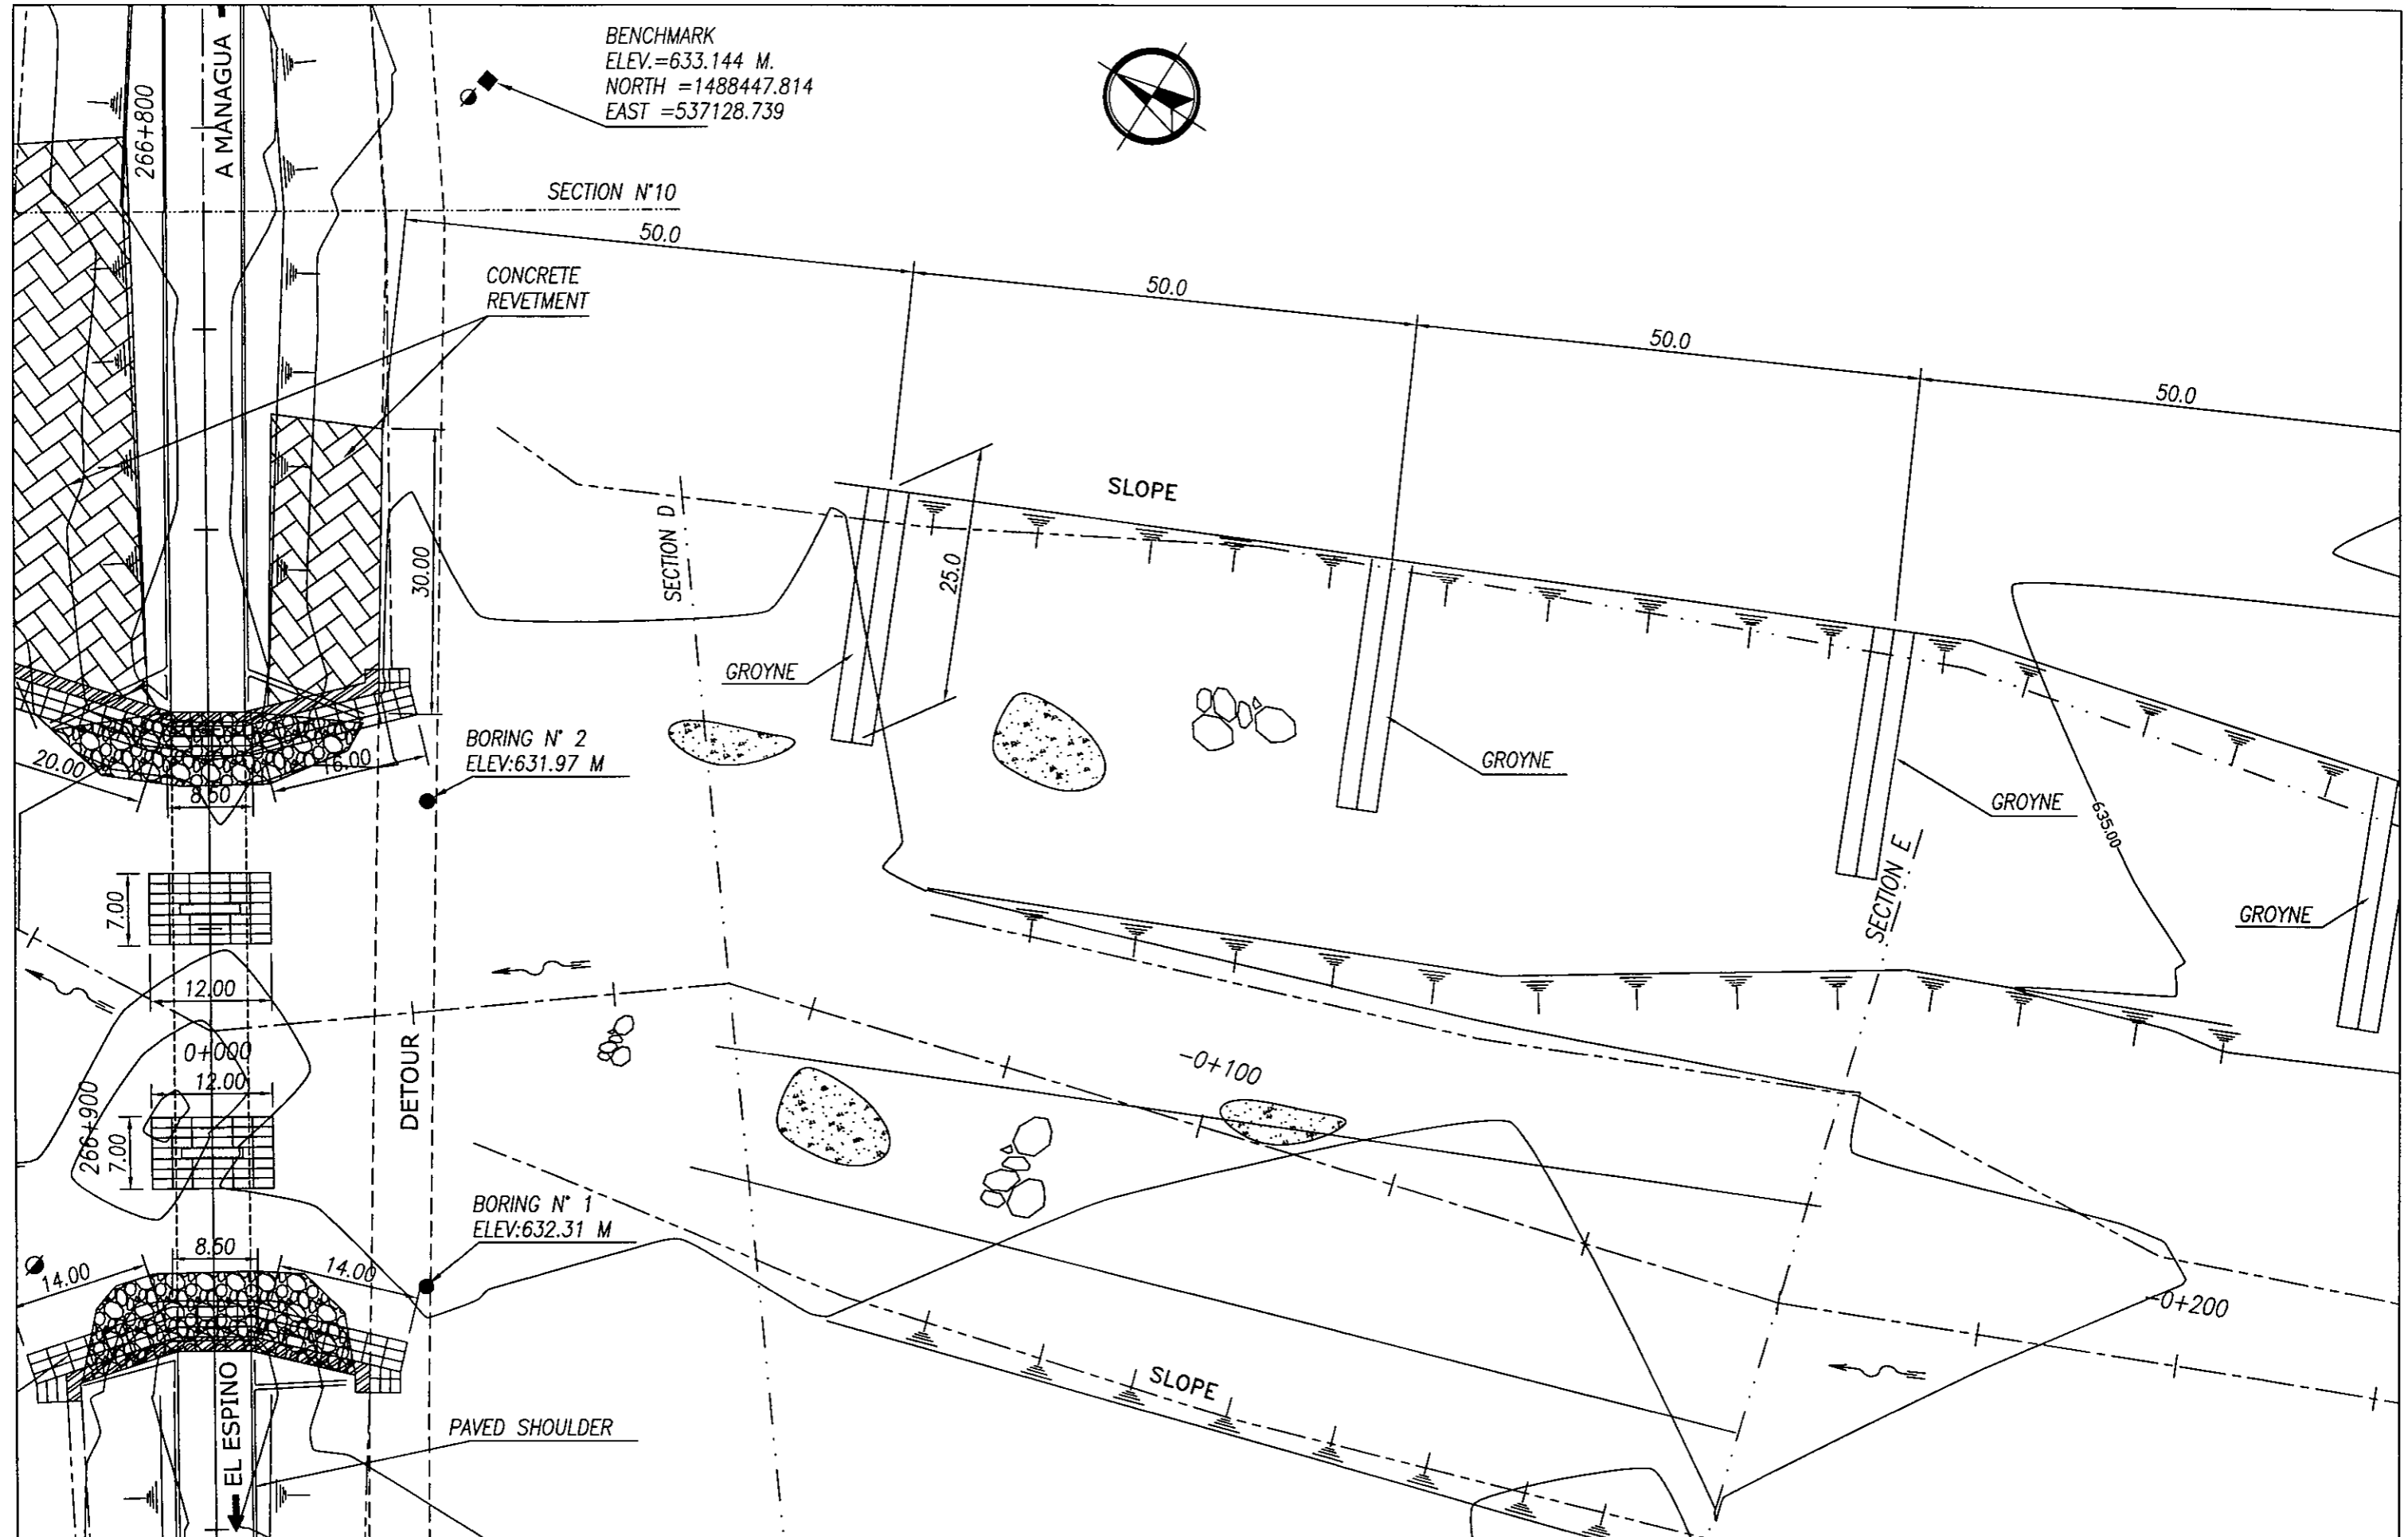 BENCHMARK
ELEV.=633.144 M.
NORTH =1488447.814
EAST =537128.739
A MANAGUA
266+800
SECTION N°10
50.0
50.0
50.0
50.0
CONCRETE
REVETMENT
SLOPE
SECTION D
30.00
25.0
GROYNE
GROYNE
GROYNE
GROYNE
635.00
SECTION E
BORING N° 2
ELEV:631.97 M
20.00
16.00
8.60
7.00
12.00
0+000
12.00
266+900
7.00
DETOUR
-0+100
BORING N° 1
ELEV:632.31 M
8.60
14.00
14.00
-0+200
SLOPE
EL ESPINO
PAVED SHOULDER